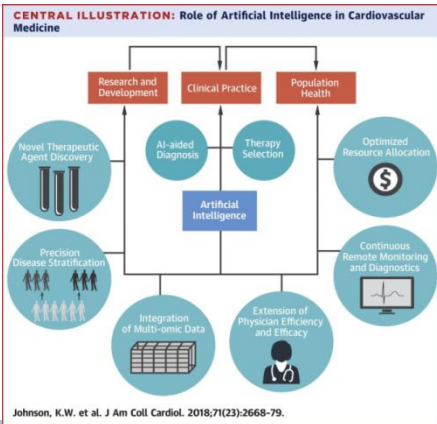 CENTRAL ILLUSTRATION: Role of Artificial Intelligence in Cardiovascular
Medicine
Research and
Development
Clinical Practice
Population
Health
Novel Therapeutic
Agent Discovery
AI-aided
Diagnosis
Therapy
Selection
Optimized
Resource Allocation
$
Artificial
Intelligence
Precision
Disease Stratification
Continuous
Remote Monitoring
and Diagnostics
Integration
of Multi-omic Data
Extension of
Physician Efficiency
and Efficacy
Johnson, K.W. et al. J Am Coll Cardiol. 2018;71(23):2668-79.